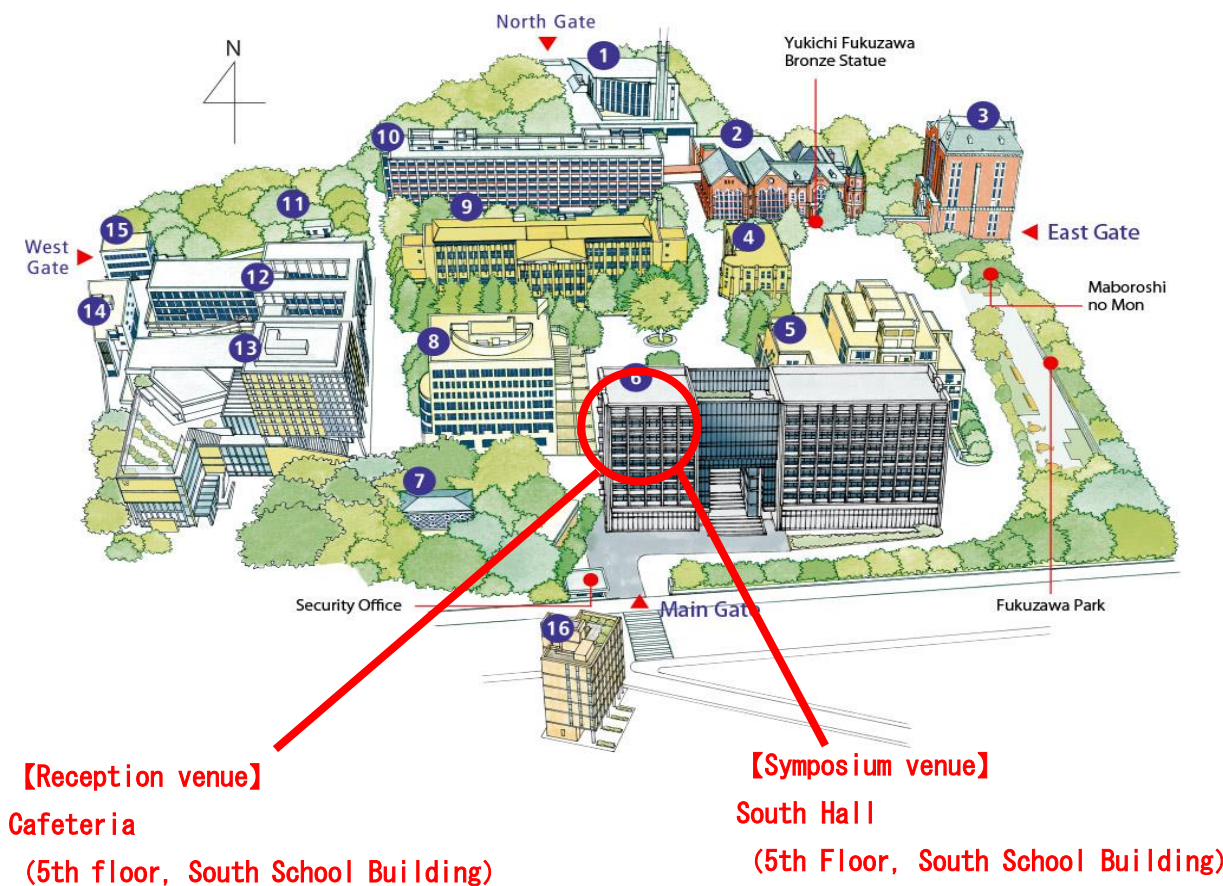 North Gate
N
1
Yukichi Fukuzawa
Bronze Statue
2
3
10
9
11
15
West
Gate
4
East Gate
12
14
Maboroshi
no Mon
13
8
5
6
7
Security Office
Main Gate
Fukuzawa Park
16
【Reception venue】
Cafeteria
(5th floor, South School Building)
【Symposium venue】
South Hall
(5th Floor, South School Building)